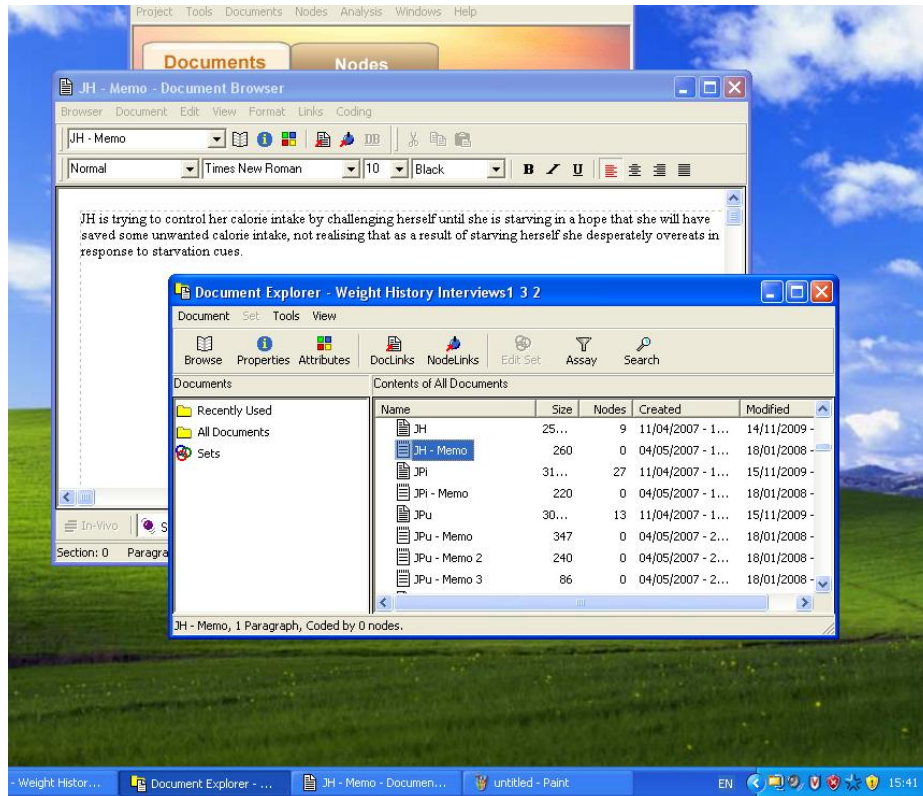 Project Tools Documents Nodes Analysis Windows Help
Documents Nodes
JH - Memo - Document Browser
Browser Document Edit View Format Links Coding
JH - Memo DB
Normal Times New Roman 10 Black B I U
JH is trying to control her calorie intake by challenging herself until she is starving in a hope that she will have
saved some unwanted calorie intake, not realising that as a result of starving herself she desperately overeats in
response to starvation cues.
Document Explorer - Weight History Interviews1 3 2
Document Set Tools View
Browse Properties Attributes DocLinks NodeLinks Edit Set Assay Search
Documents Contents of All Documents
Recently Used
All Documents
Sets
Name Size Nodes Created Modified
JH 25... 9 11/04/2007 - 1... 14/11/2009 -
JH - Memo 260 0 04/05/2007 - 1... 18/01/2008 -
JPi 31... 27 11/04/2007 - 1... 15/11/2009 -
JPi - Memo 220 0 04/05/2007 - 1... 18/01/2008 -
JPu 30... 13 11/04/2007 - 1... 15/11/2009 -
JPu - Memo 347 0 04/05/2007 - 2... 18/01/2008 -
JPu - Memo 2 240 0 04/05/2007 - 2... 18/01/2008 -
JPu - Memo 3 86 0 04/05/2007 - 2... 18/01/2008 -
In-Vivo S
Section: 0 Paragra
JH - Memo, 1 Paragraph, Coded by 0 nodes.
- Weight Histor... Document Explorer - ... JH - Memo - Documen... untitled - Paint EN 15:41